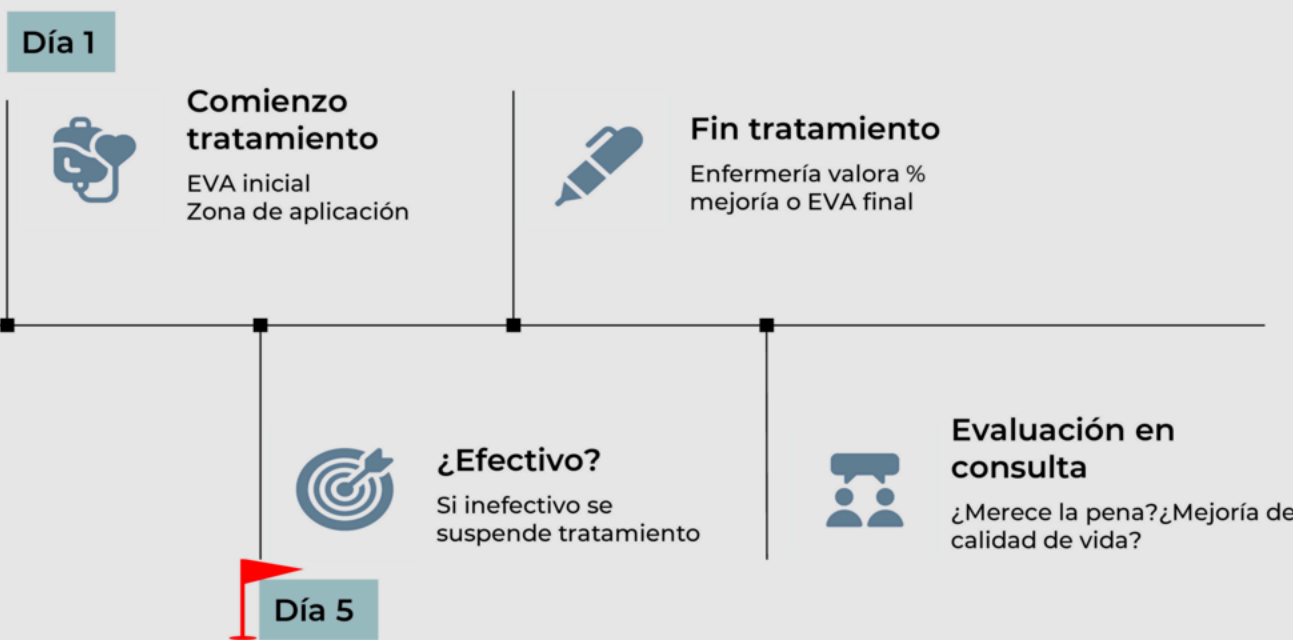 Día 1
Comienzo
tratamiento
EVA inicial
Zona de aplicación
¿Efectivo?
Si inefectivo se
suspende tratamiento
Día 5
Fin tratamiento
Enfermería valora %
mejoría o EVA final
Evaluación en
consulta
¿Merece la pena?¿Mejoría de
calidad de vida?